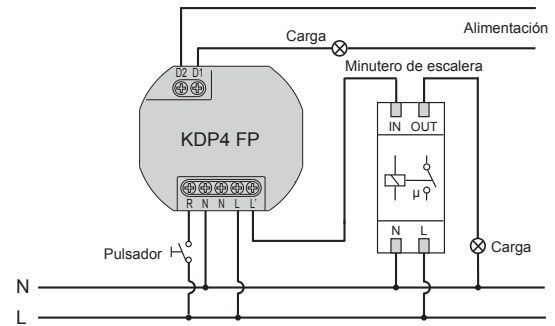 Alimentación
Carga
Minutero de escalera
D2 D1
IN OUT
KDP4 FP
μ
R N N L L'
N L
Pulsador
Carga
N
L